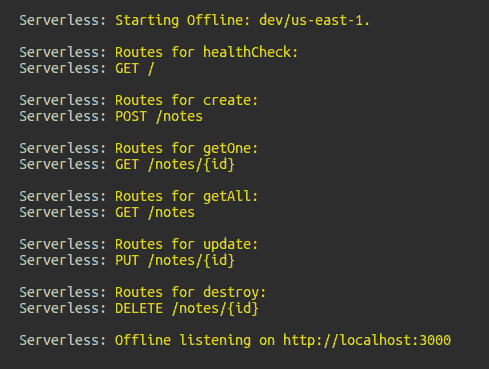 Serverless: Starting Offline: dev/us-east-1.
Serverless: Routes for healthCheck:
Serverless: GET /
Serverless: Routes for create:
Serverless: POST /notes
Serverless: Routes for getOne:
Serverless: GET /notes/{id}
Serverless: Routes for getAll:
Serverless: GET /notes
Serverless: Routes for update:
Serverless: PUT /notes/{id}
Serverless: Routes for destroy:
Serverless: DELETE /notes/{id}
Serverless: Offline listening on http://localhost:3000